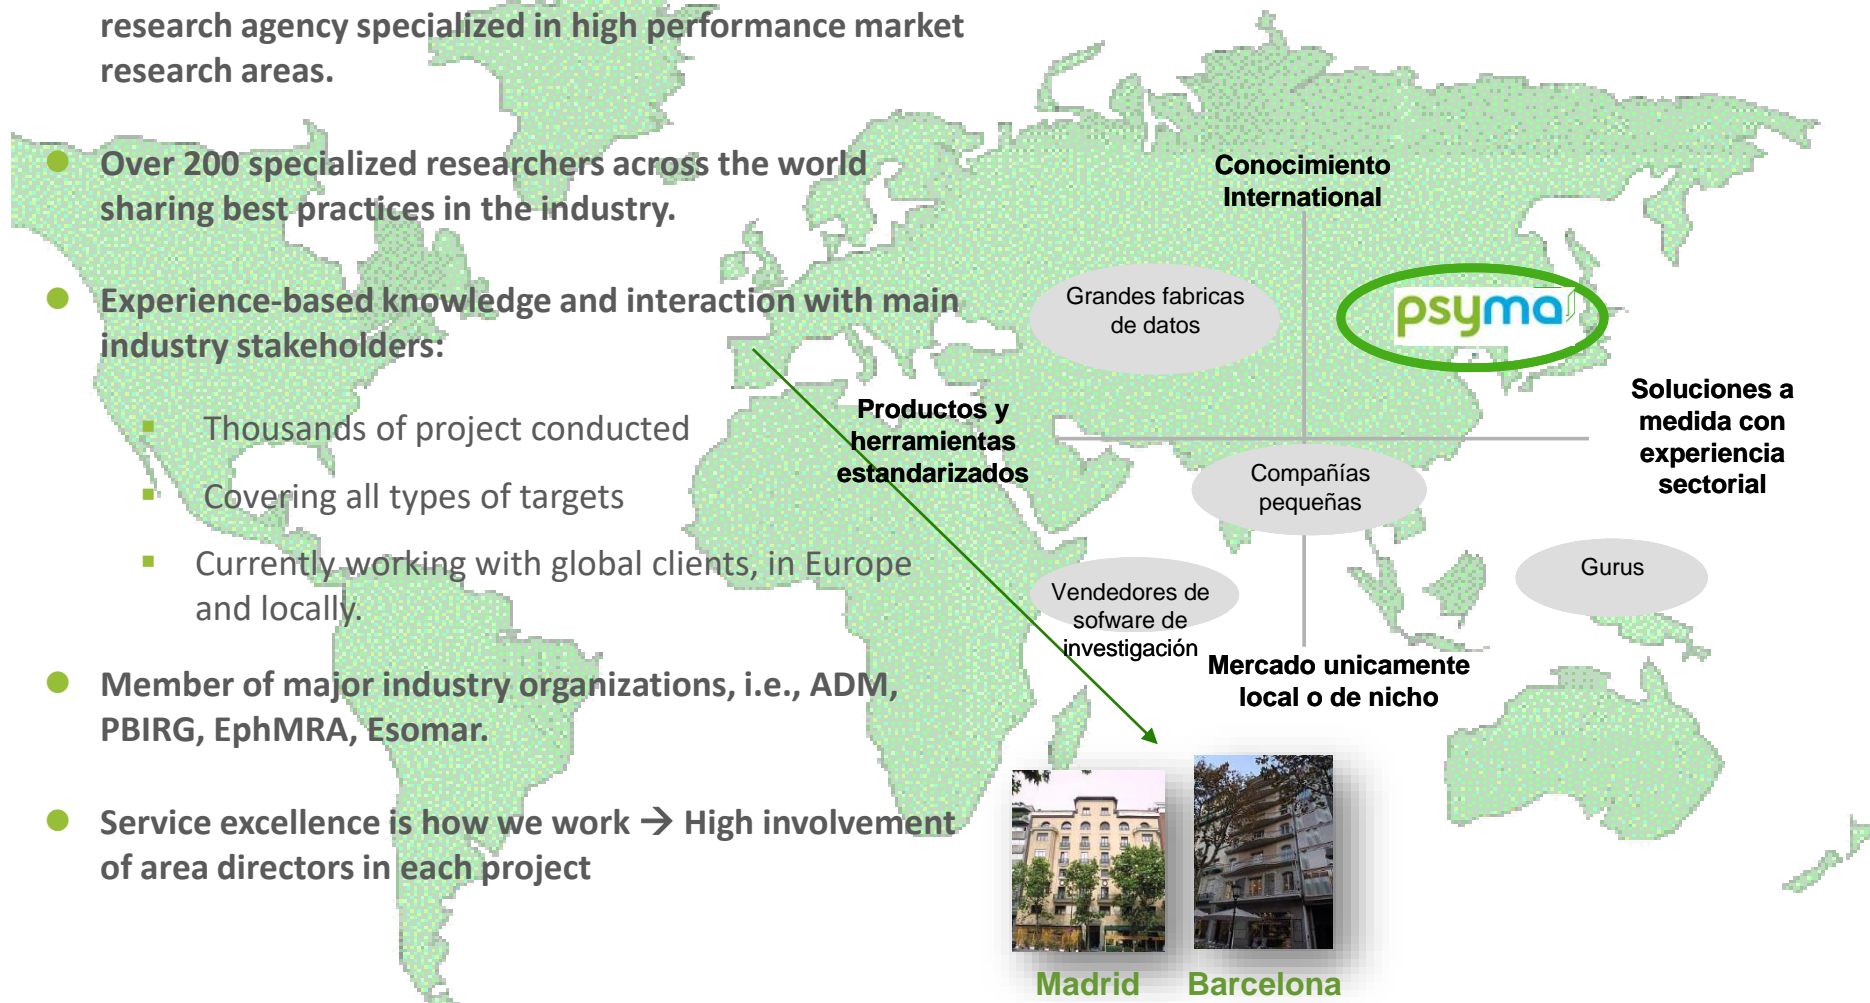 research agency specialized in high performance market
research areas.
Over 200 specialized researchers across the world
sharing best practices in the industry.
Experience-based knowledge and interaction with main
industry stakeholders:
Thousands of project conducted
Covering all types of targets
Currently working with global clients, in Europe
and locally.
Member of major industry organizations, i.e., ADM,
PBIRG, EphMRA, Esomar.
Service excellence is how we work → High involvement
of area directors in each project
Conocimiento
International
Grandes fabricas
de datos
psyma
Productos y
herramientas
estandarizados
Soluciones a
medida con
experiencia
sectorial
Compañías
pequeñas
Vendedores de
sofware de
investigación
Gurus
Mercado unicamente
local o de nicho
Madrid
Barcelona